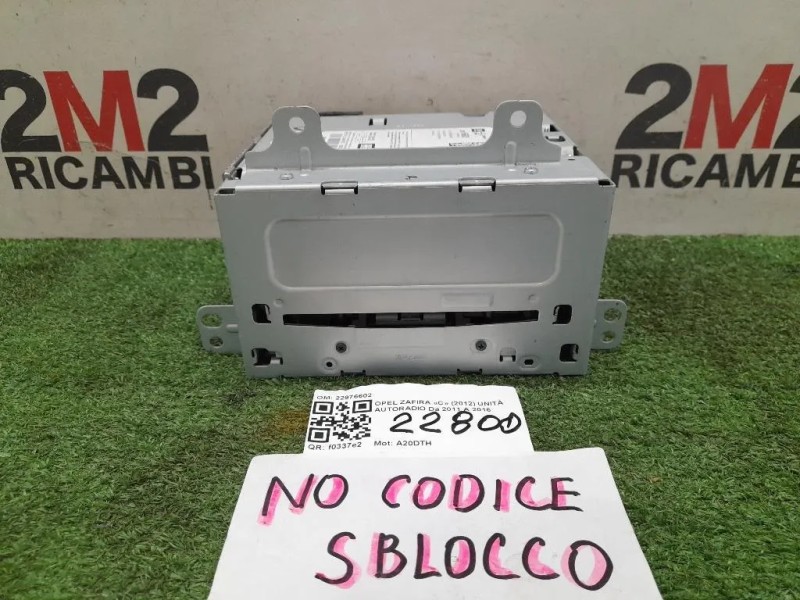 2M2
RICAMBI
2M2
RICAMBI
OM: 22976602
OPEL ZAFIRA «C» (2012) UNITÀ
AUTORADIO Da 2011 A 2016
22800
QR: f0337e2
Mot: A20DTH
NO CODICE
SBLOCCO